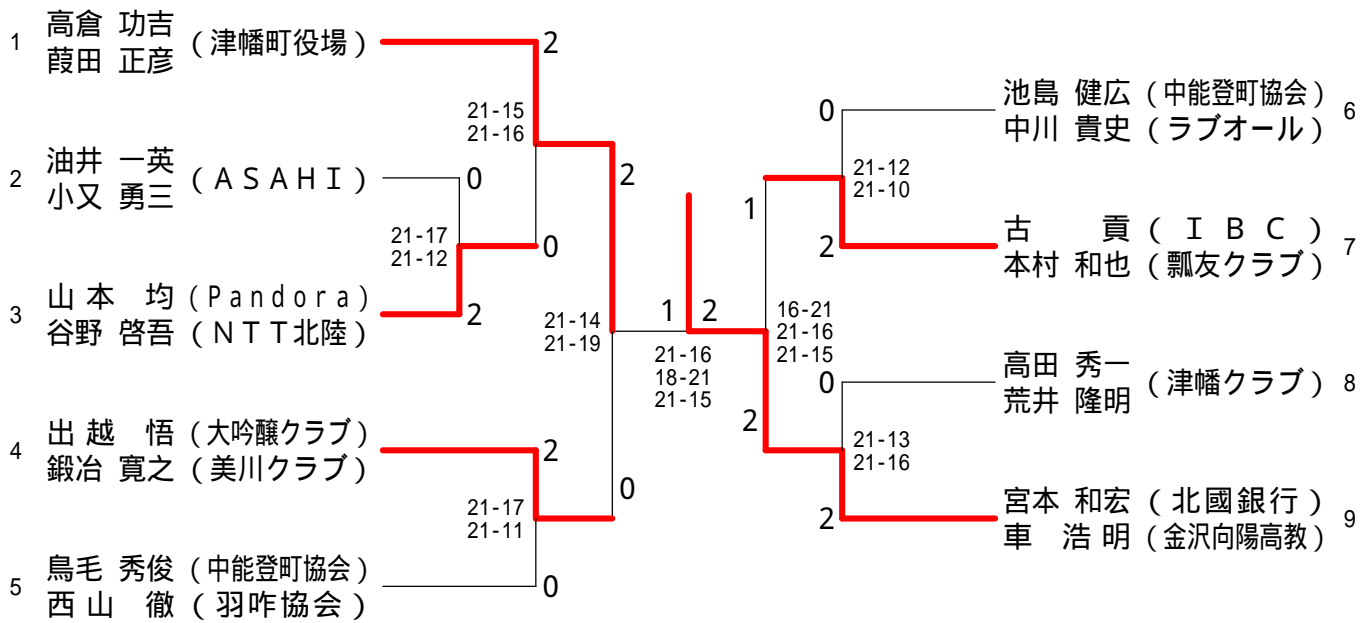 1 高倉 功吉 (津幡町役場)
葭田 正彦
2 油井 一英 (ＡＳＡＨＩ)
小又 勇三
3 山本 均 (Pandora)
谷野 啓吾 (ＮＴＴ北陸)
4 出越 悟 (大吟醸クラブ)
鍛冶 寛之 (美川クラブ)
5 鳥毛 秀俊 (中能登町協会)
西山 徹 (羽咋協会)
2
21-15
21-16
0
0
21-17
21-12
2
2
21-14
21-19
0
2
21-17
21-11
0
1 2
21-16
18-21
21-15
1
16-21
21-16
21-15
2
0
21-12
21-10
2
0
21-13
21-16
2
池島 健広 (中能登町協会) 6
中川 貴史 (ラブオール)
古 貢 (ＩＢＣ) 7
本村 和也 (瓢友クラブ)
高田 秀一 (津幡クラブ) 8
荒井 隆明
宮本 和宏 (北國銀行) 9
車 浩明 (金沢向陽高教)